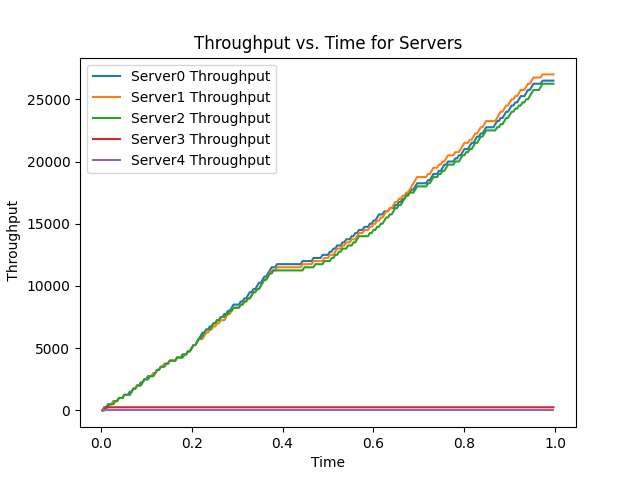 Throughput vs. Time for Servers
Server0 Throughput
Server1 Throughput
Server2 Throughput
Server3 Throughput
Server4 Throughput
25000
20000
15000
10000
5000
0
Throughput
0.0 0.2 0.4 0.6 0.8 1.0
Time